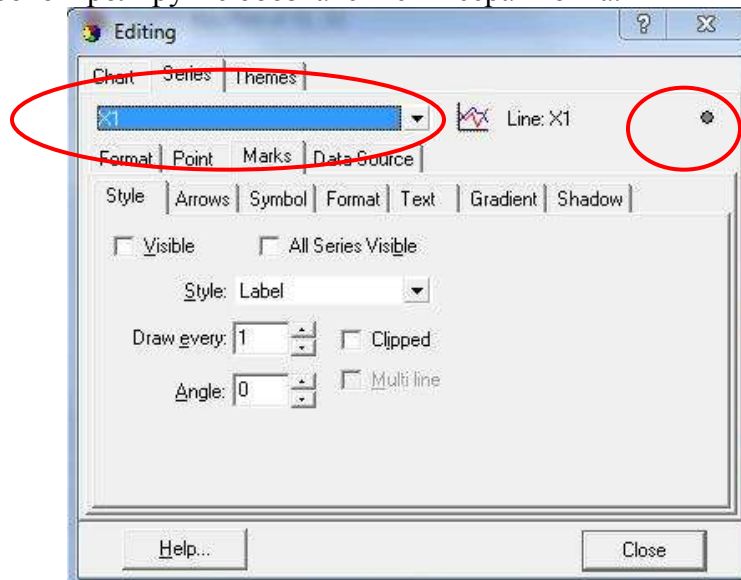 Editing
Chart Series Themes
X1 Line: X1
Format Point Marks Data Source
Style Arrows Symbol Format Text Gradient Shadow
Visible All Series Visible
Style: Label
Draw every: 1 Clipped
Angle: 0 Multi line
Help... Close